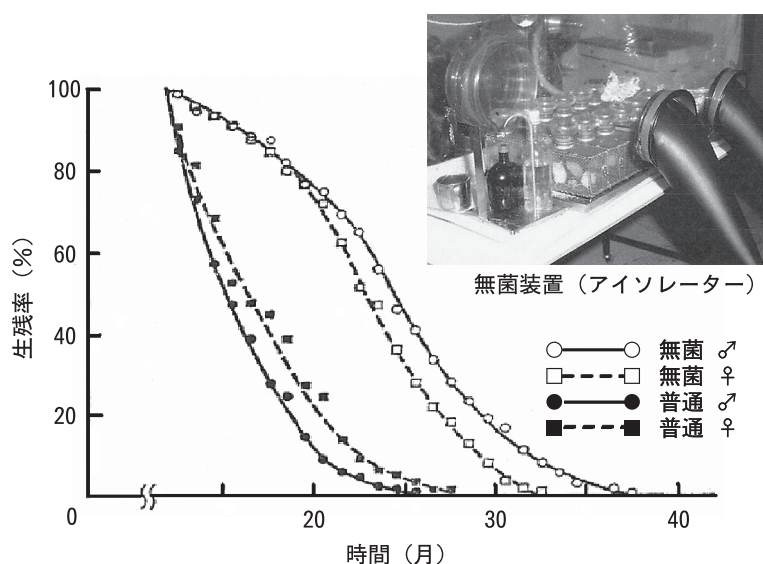 無菌装置（アイソレーター）
生残率（%）
100
80
60
40
20
0
20
30
40
時間（月）
無菌 ♂
無菌 ♀
普通 ♂
普通 ♀